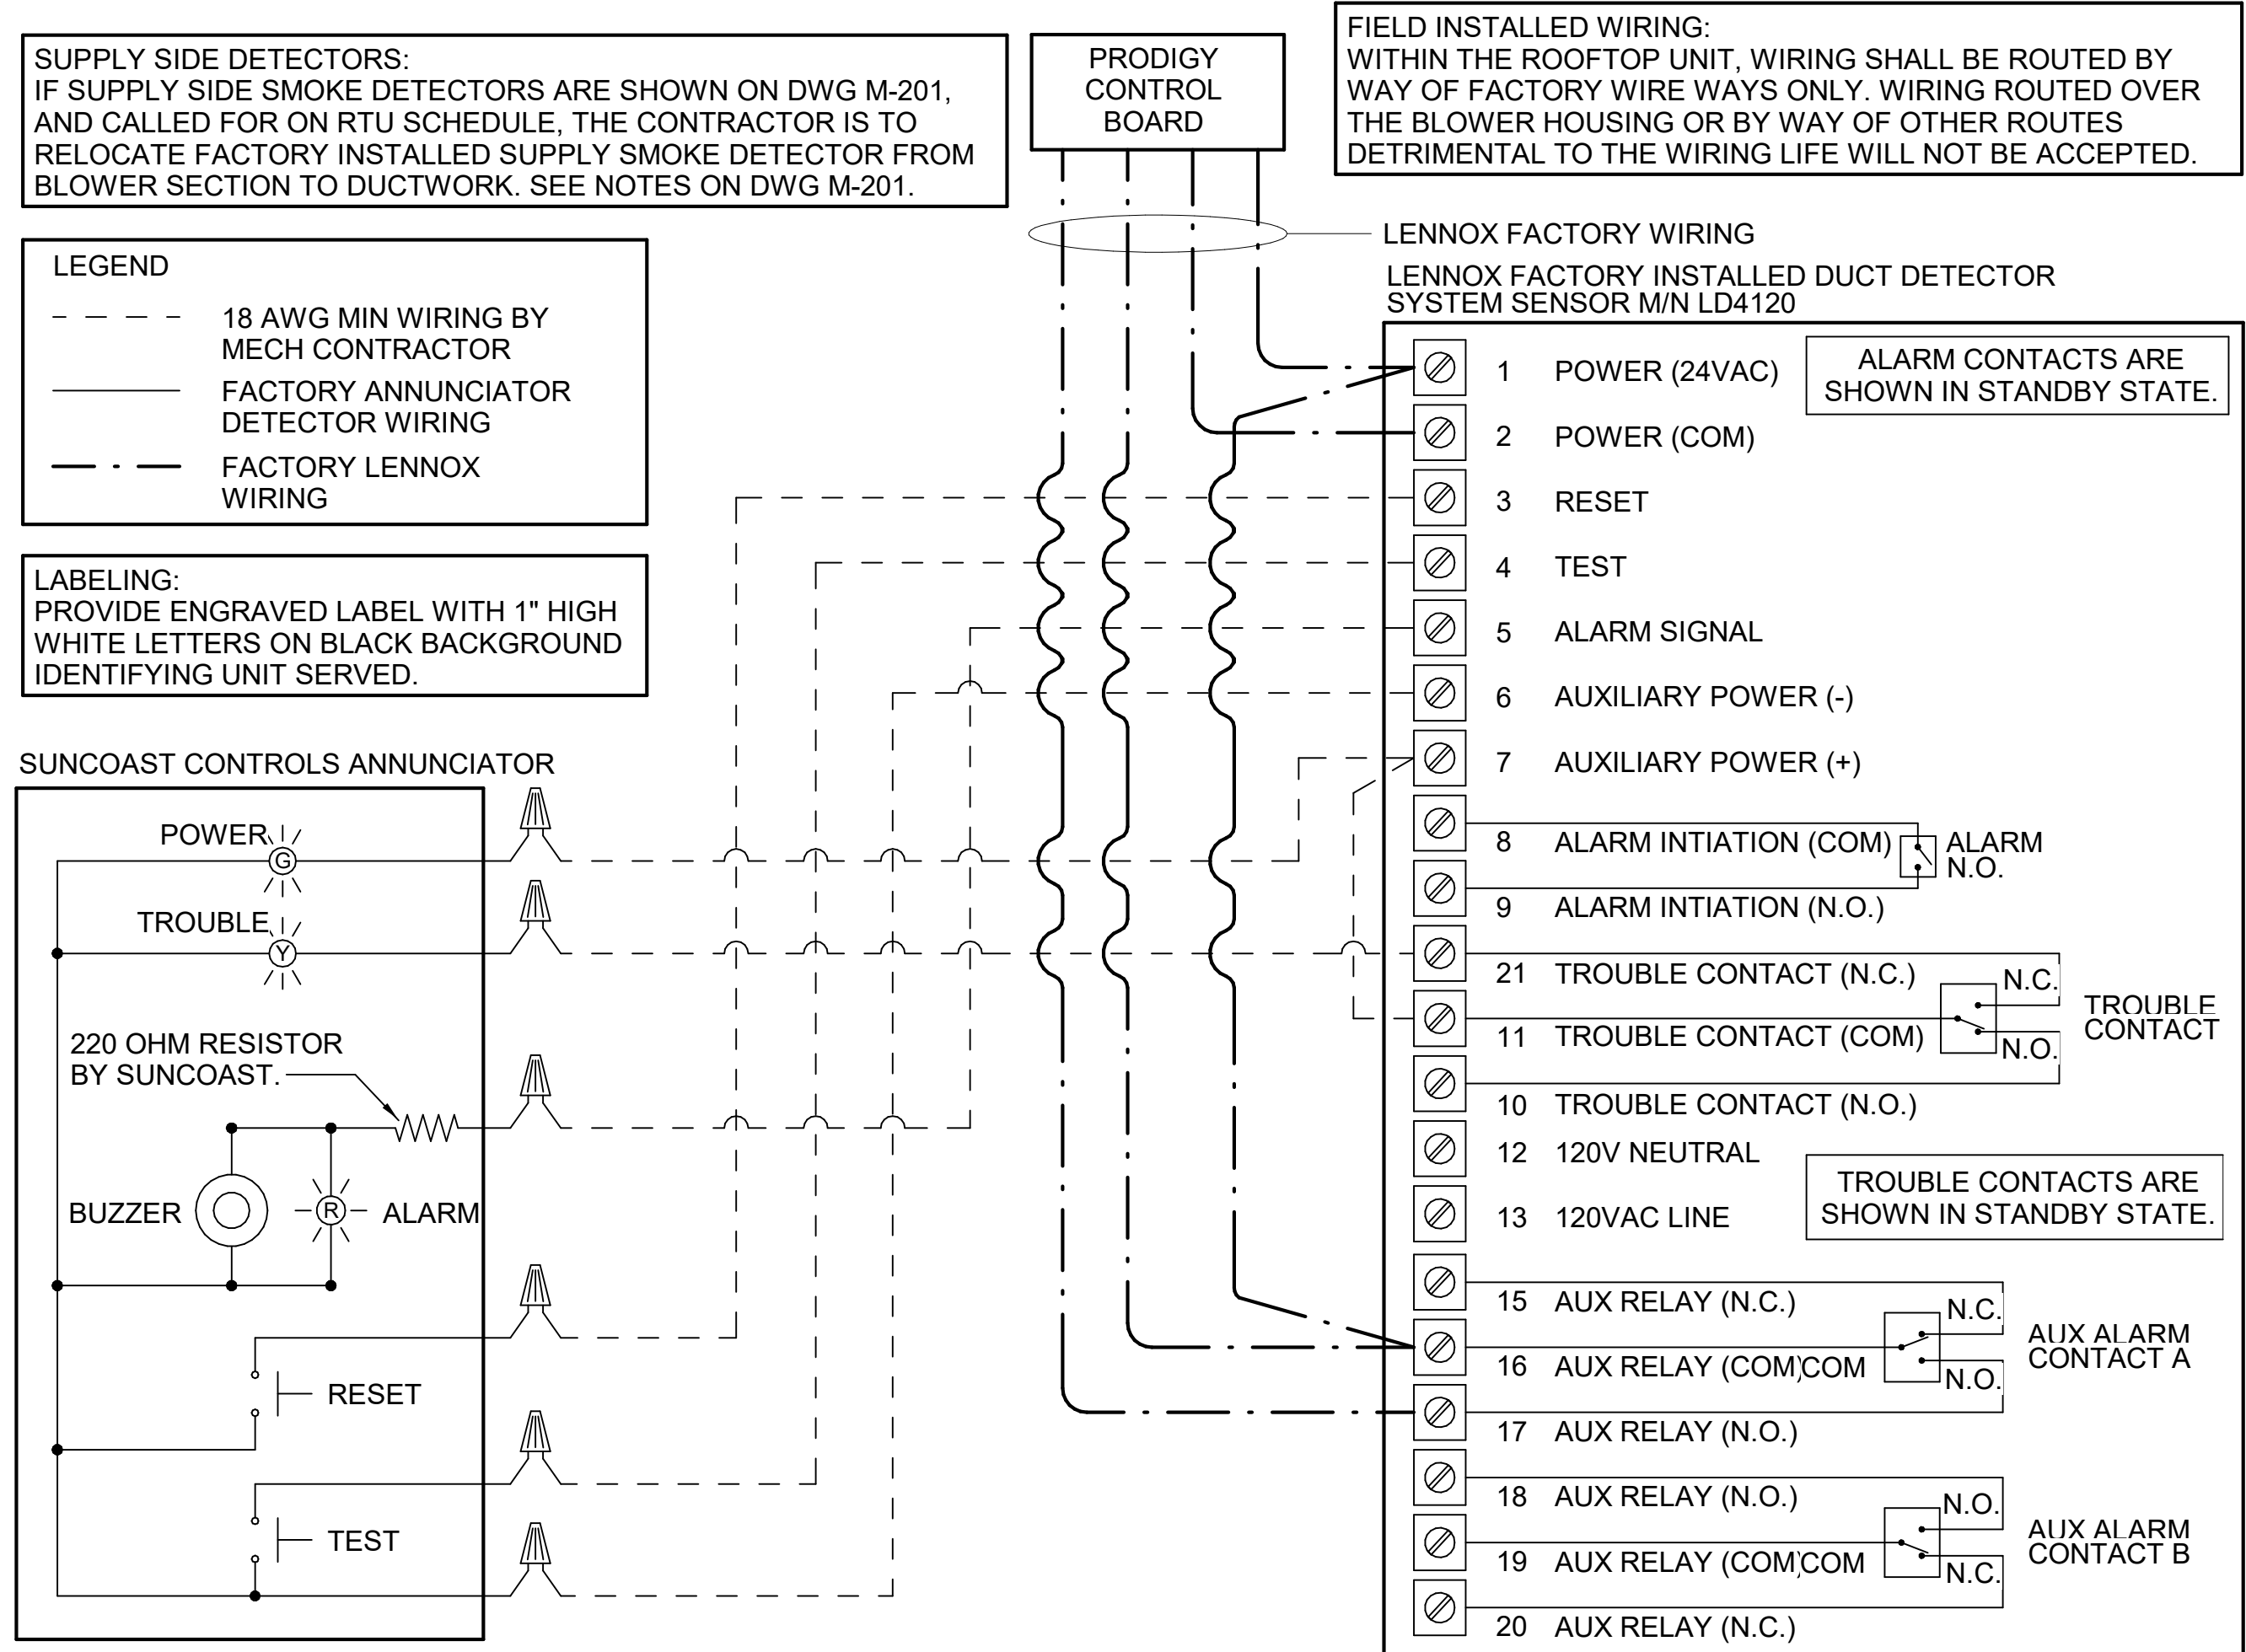 SUPPLY SIDE DETECTORS:
IF SUPPLY SIDE SMOKE DETECTORS ARE SHOWN ON DWG M-201,
AND CALLED FOR ON RTU SCHEDULE, THE CONTRACTOR IS TO
RELOCATE FACTORY INSTALLED SUPPLY SMOKE DETECTOR FROM
BLOWER SECTION TO DUCTWORK. SEE NOTES ON DWG M-201.
PRODIGY
CONTROL
BOARD
FIELD INSTALLED WIRING:
WITHIN THE ROOFTOP UNIT, WIRING SHALL BE ROUTED BY
WAY OF FACTORY WIRE WAYS ONLY. WIRING ROUTED OVER
THE BLOWER HOUSING OR BY WAY OF OTHER ROUTES
DETRIMENTAL TO THE WIRING LIFE WILL NOT BE ACCEPTED.
LENNOX FACTORY WIRING
LEGEND
18 AWG MIN WIRING BY
MECH CONTRACTOR
FACTORY ANNUNCIATOR
DETECTOR WIRING
FACTORY LENNOX
WIRING
LABELING:
PROVIDE ENGRAVED LABEL WITH 1" HIGH
WHITE LETTERS ON BLACK BACKGROUND
IDENTIFYING UNIT SERVED.
SUNCOAST CONTROLS ANNUNCIATOR
POWER
G
TROUBLE
Y
220 OHM RESISTOR
BY SUNCOAST.
BUZZER
R
ALARM
RESET
TEST
LENNOX FACTORY INSTALLED DUCT DETECTOR
SYSTEM SENSOR M/N LD4120
ALARM CONTACTS ARE
SHOWN IN STANDBY STATE.
1 POWER (24VAC)
2 POWER (COM)
3 RESET
4 TEST
5 ALARM SIGNAL
6 AUXILIARY POWER (-)
7 AUXILIARY POWER (+)
8 ALARM INTIATION (COM)
ALARM
N.O.
9 ALARM INTIATION (N.O.)
21 TROUBLE CONTACT (N.C.)
N.C.
TROUBLE
CONTACT
11 TROUBLE CONTACT (COM)
N.O.
10 TROUBLE CONTACT (N.O.)
12 120V NEUTRAL
TROUBLE CONTACTS ARE
SHOWN IN STANDBY STATE.
13 120VAC LINE
15 AUX RELAY (N.C.)
N.C.
AUX ALARM
CONTACT A
16 AUX RELAY (COM)COM
N.O.
17 AUX RELAY (N.O.)
18 AUX RELAY (N.O.)
N.O.
AUX ALARM
CONTACT B
19 AUX RELAY (COM)COM
N.C.
20 AUX RELAY (N.C.)